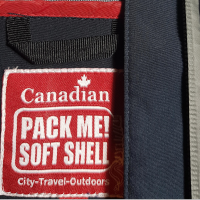 Canadian
PACK ME!
SOFT SHELL
City-Travel-Outdoors